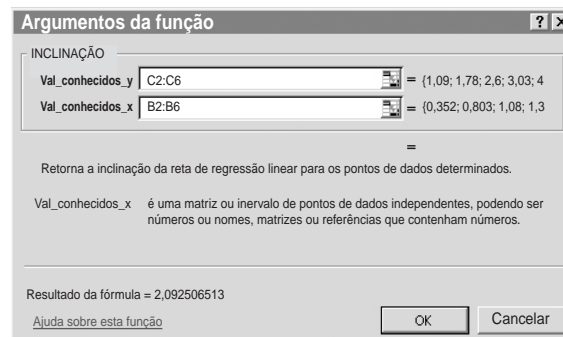 Argumentos da função ? x
INCLINAÇÃO
Val_conhecidos_y C2:C6 = {1,09; 1,78; 2,6; 3,03; 4
Val_conhecidos_x B2:B6 = {0,352; 0,803; 1,08; 1,3
=
Retorna a inclinação da reta de regressão linear para os pontos de dados determinados.
Val_conhecidos_x é uma matriz ou inervalo de pontos de dados independentes, podendo ser
números ou nomes, matrizes ou referências que contenham números.
Resultado da fórmula = 2,092506513
Ajuda sobre esta função OK Cancelar